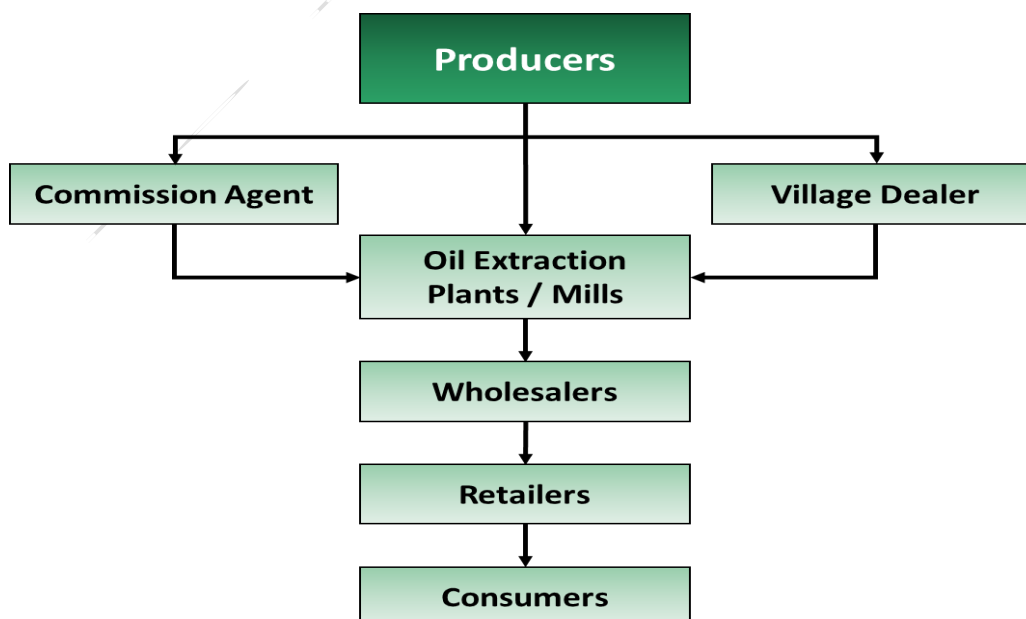 Producers
Commission Agent
Village Dealer
Oil Extraction
Plants / Mills
Wholesalers
Retailers
Consumers